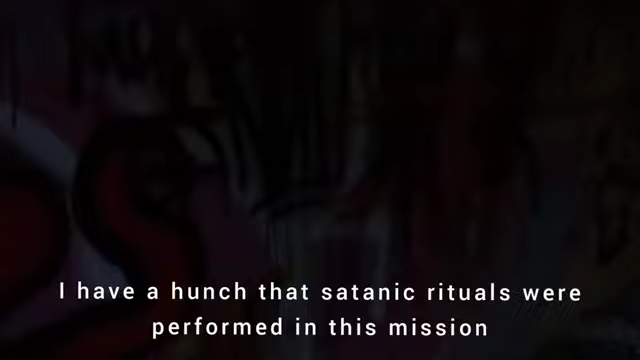 I have a hunch that satanic rituals were
performed in this mission